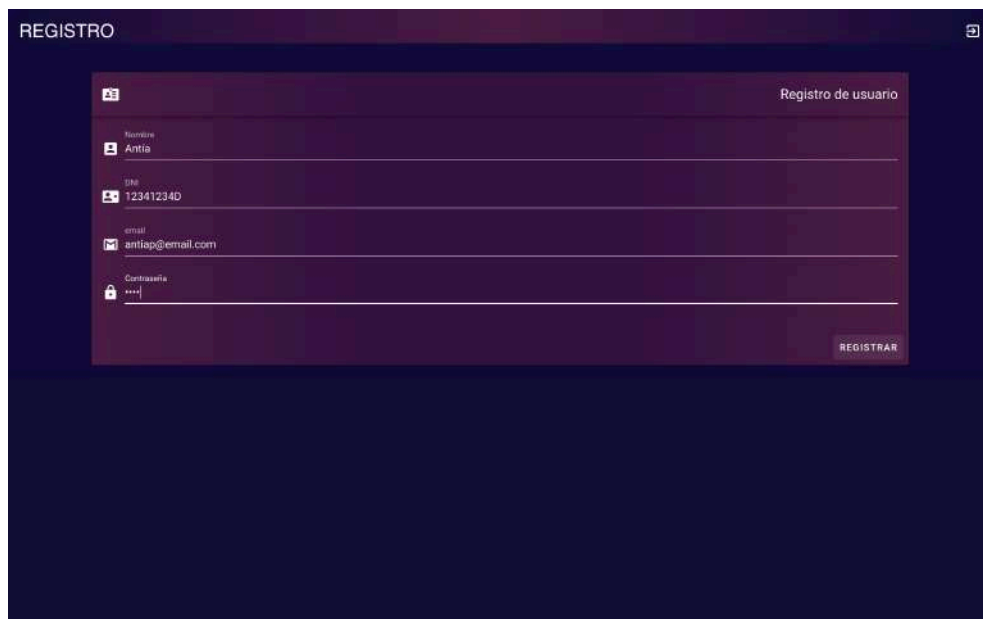 REGISTRO
Registro de usuario
Nombre
Antía
DNI
12341234D
email
antiap@email.com
Contraseña
••••
REGISTRAR